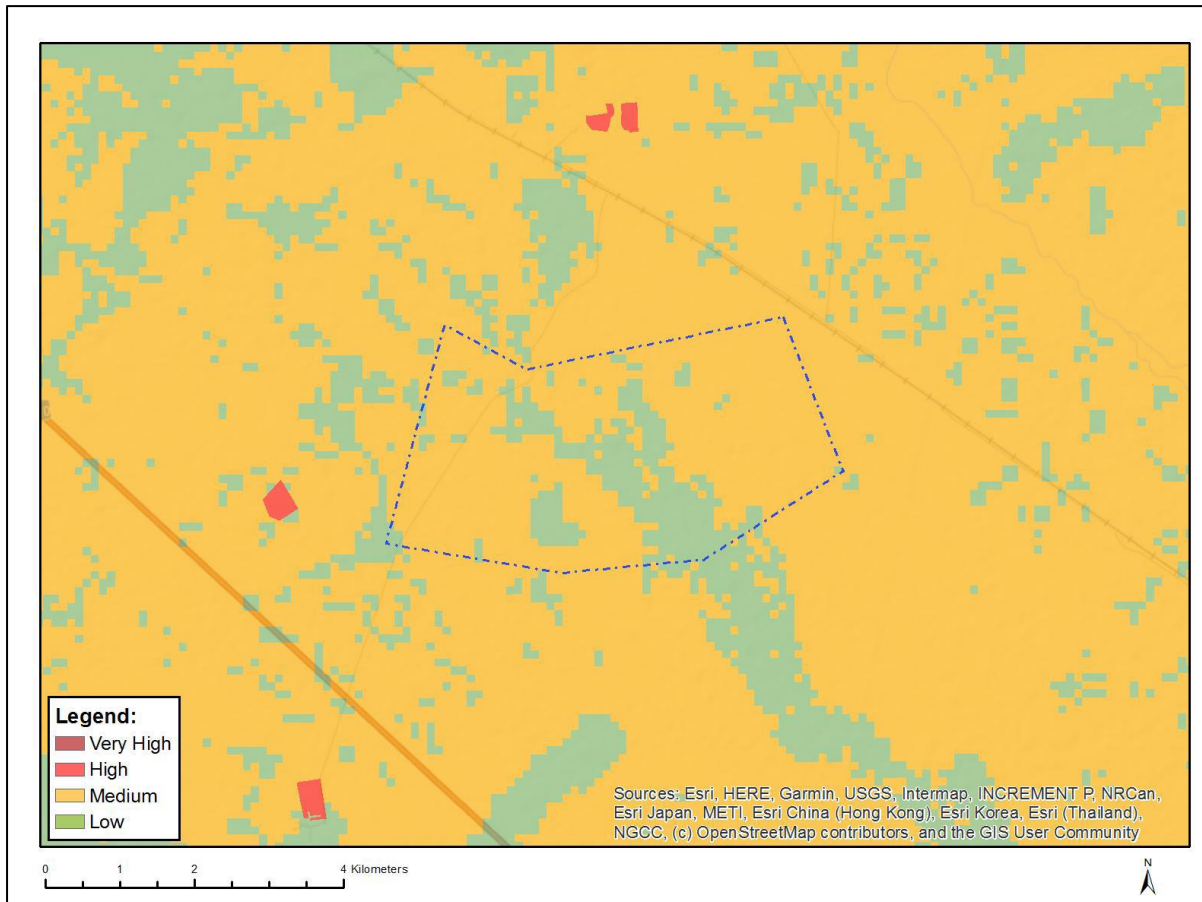 Legend:
Very High
High
Medium
Low
Sources: Esri, HERE, Garmin, USGS, Intermap, INCREMENT P, NRCan,
Esri Japan, METI, Esri China (Hong Kong), Esri Korea, Esri (Thailand),
NGCC, (c) OpenStreetMap contributors, and the GIS User Community
0 1 2 4 Kilometers
N